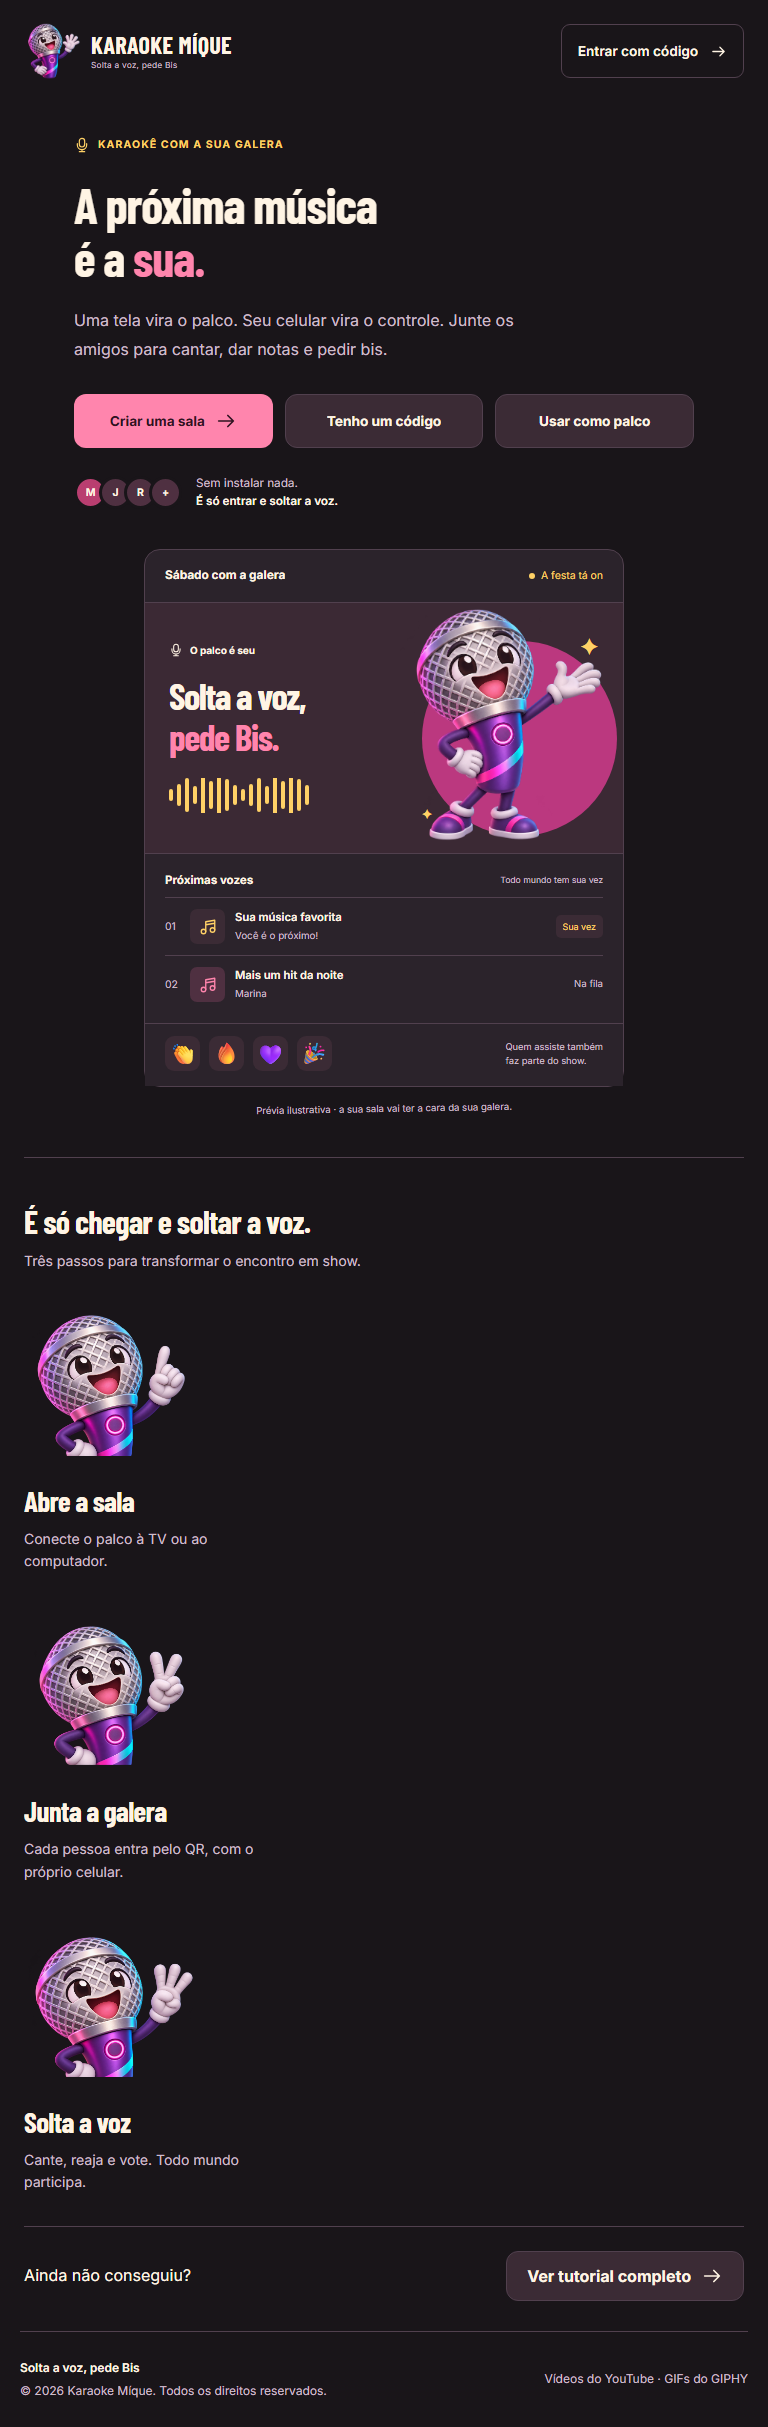 KARAOKE MÍQUE
Solta a voz, pede Bis
Entrar com código
KARAOKÊ COM A SUA GALERA
A próxima música
é a sua.
Uma tela vira o palco. Seu celular vira o controle. Junte os
amigos para cantar, dar notas e pedir bis.
Criar uma sala
Tenho um código
Usar como palco
M J R +
Sem instalar nada.
É só entrar e soltar a voz.
Sábado com a galera
A festa tá on
O palco é seu
Solta a voz,
pede Bis.
Próximas vozes
Todo mundo tem sua vez
01
Sua música favorita
Você é o próximo!
Sua vez
02
Mais um hit da noite
Marina
Na fila
Quem assiste também
faz parte do show.
Prévia ilustrativa · a sua sala vai ter a cara da sua galera.
É só chegar e soltar a voz.
Três passos para transformar o encontro em show.
Abre a sala
Conecte o palco à TV ou ao
computador.
Junta a galera
Cada pessoa entra pelo QR, com o
próprio celular.
Solta a voz
Cante, reaja e vote. Todo mundo
participa.
Ainda não conseguiu?
Ver tutorial completo
Solta a voz, pede Bis
© 2026 Karaoke Míque. Todos os direitos reservados.
Vídeos do YouTube · GIFs do GIPHY